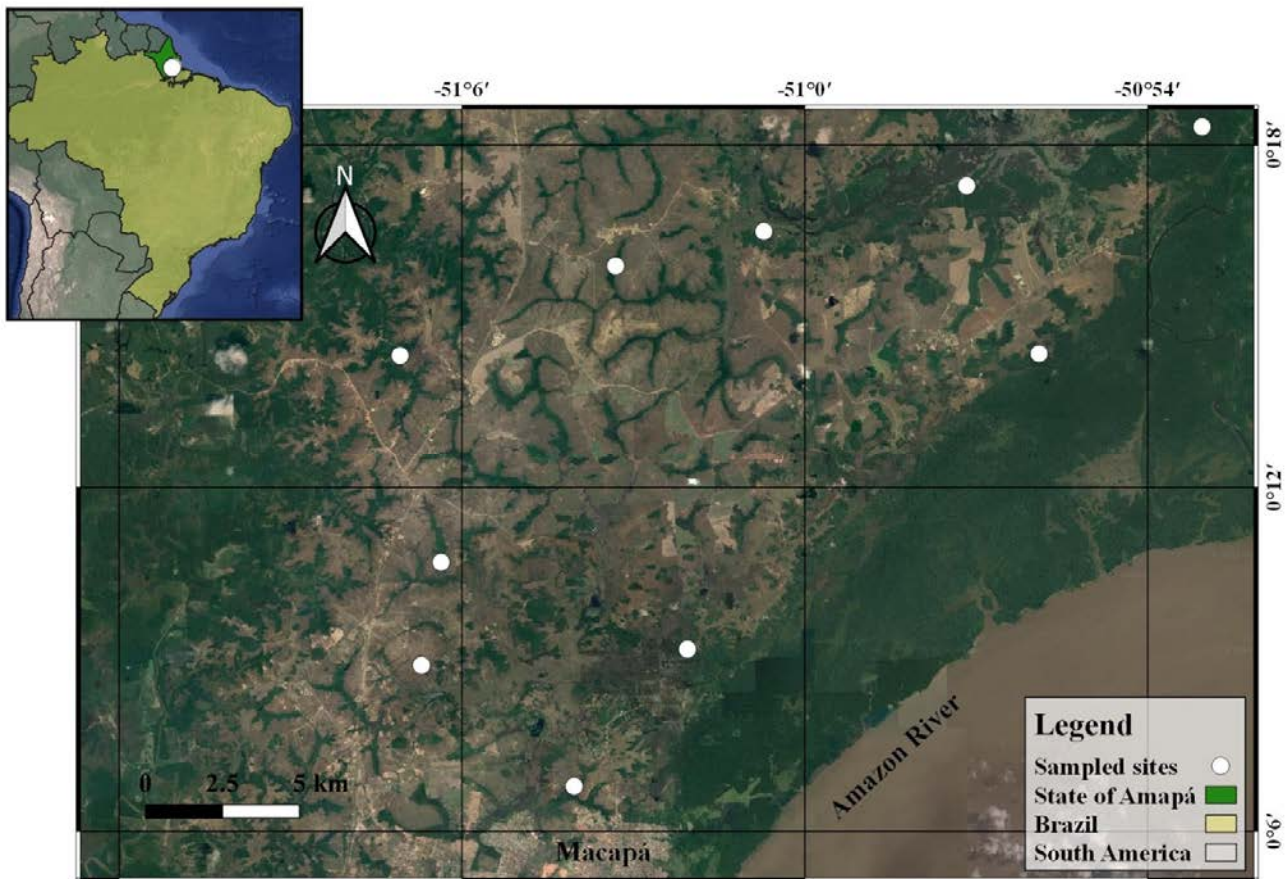 -51°6′
-51°0′
-50°54′
0°18′
N
0°12′
0 2.5 5 km
Amazon River
Macapá
Legend
Sampled sites
State of Amapá
Brazil
South America
0°6′